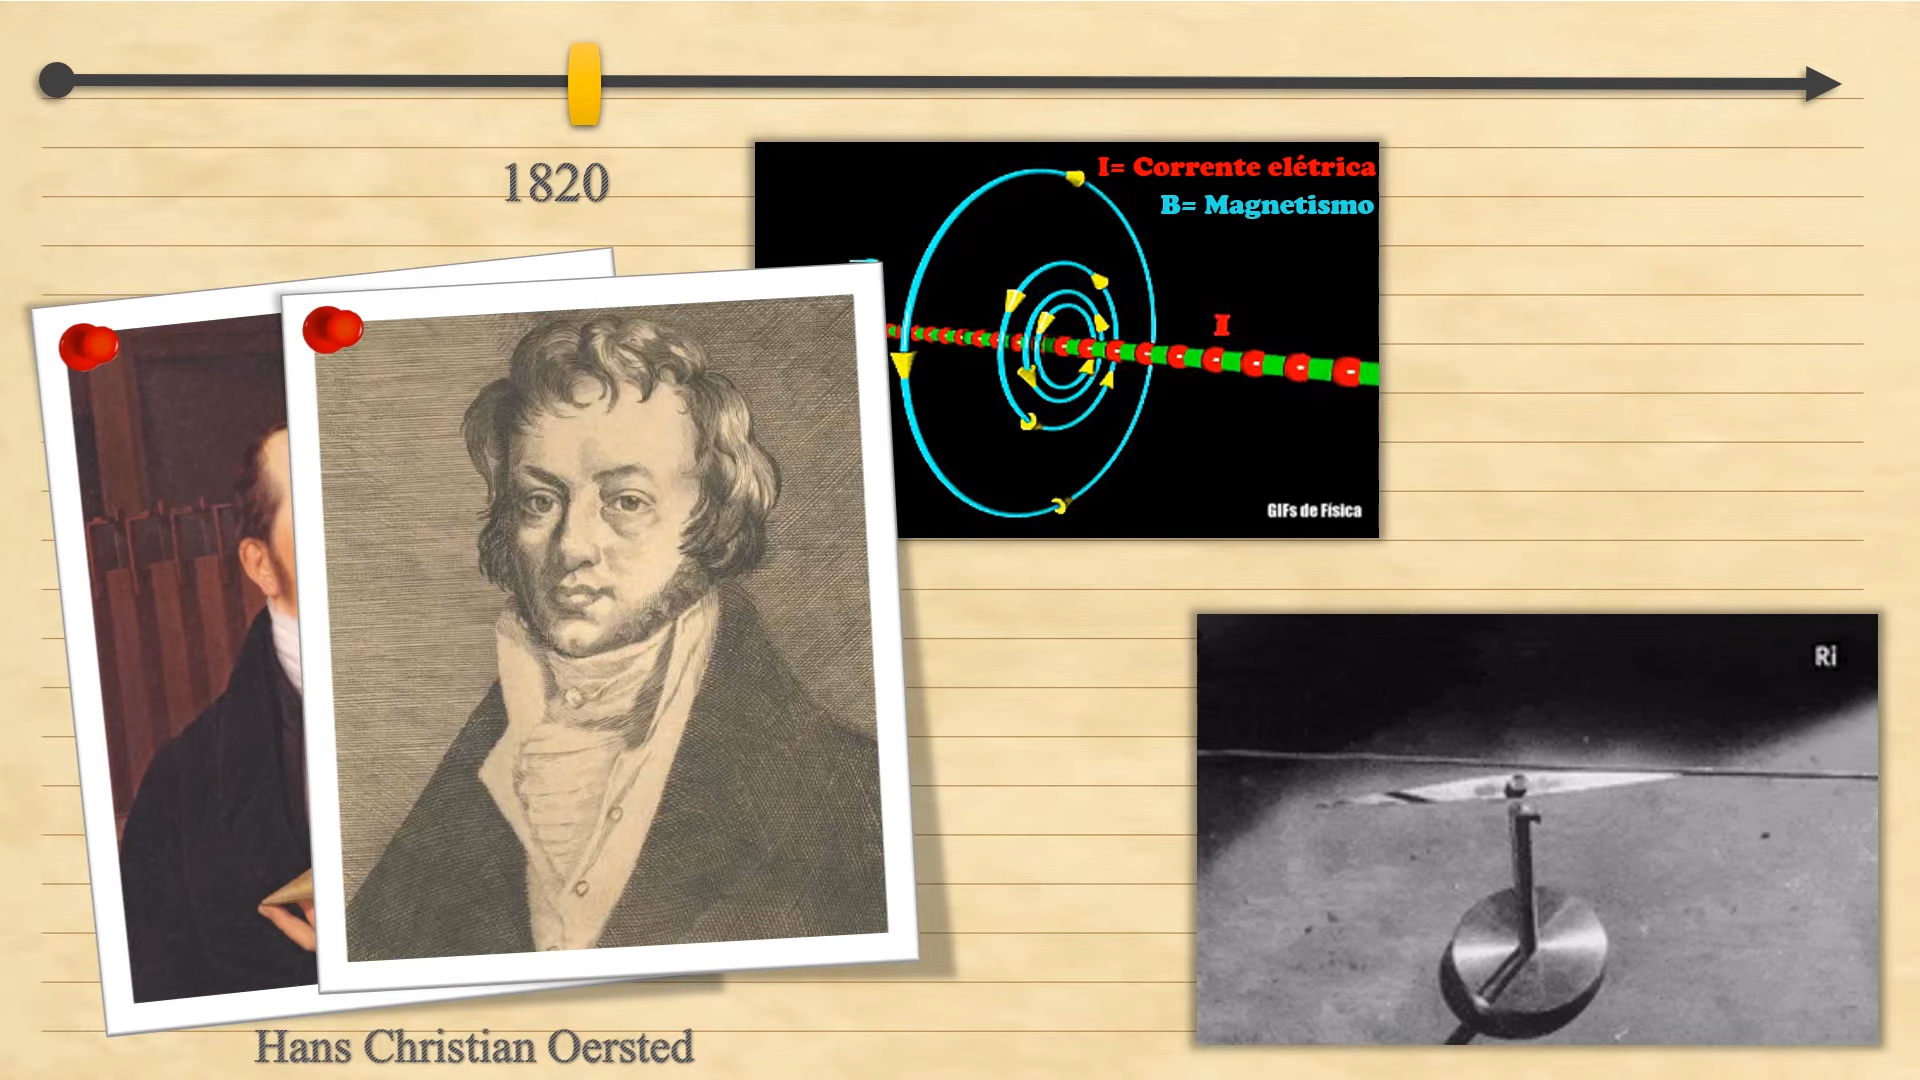 1820
I= Corrente elétrica
B= Magnetismo
I
GIFs de Física
Ri
Hans Christian Oersted